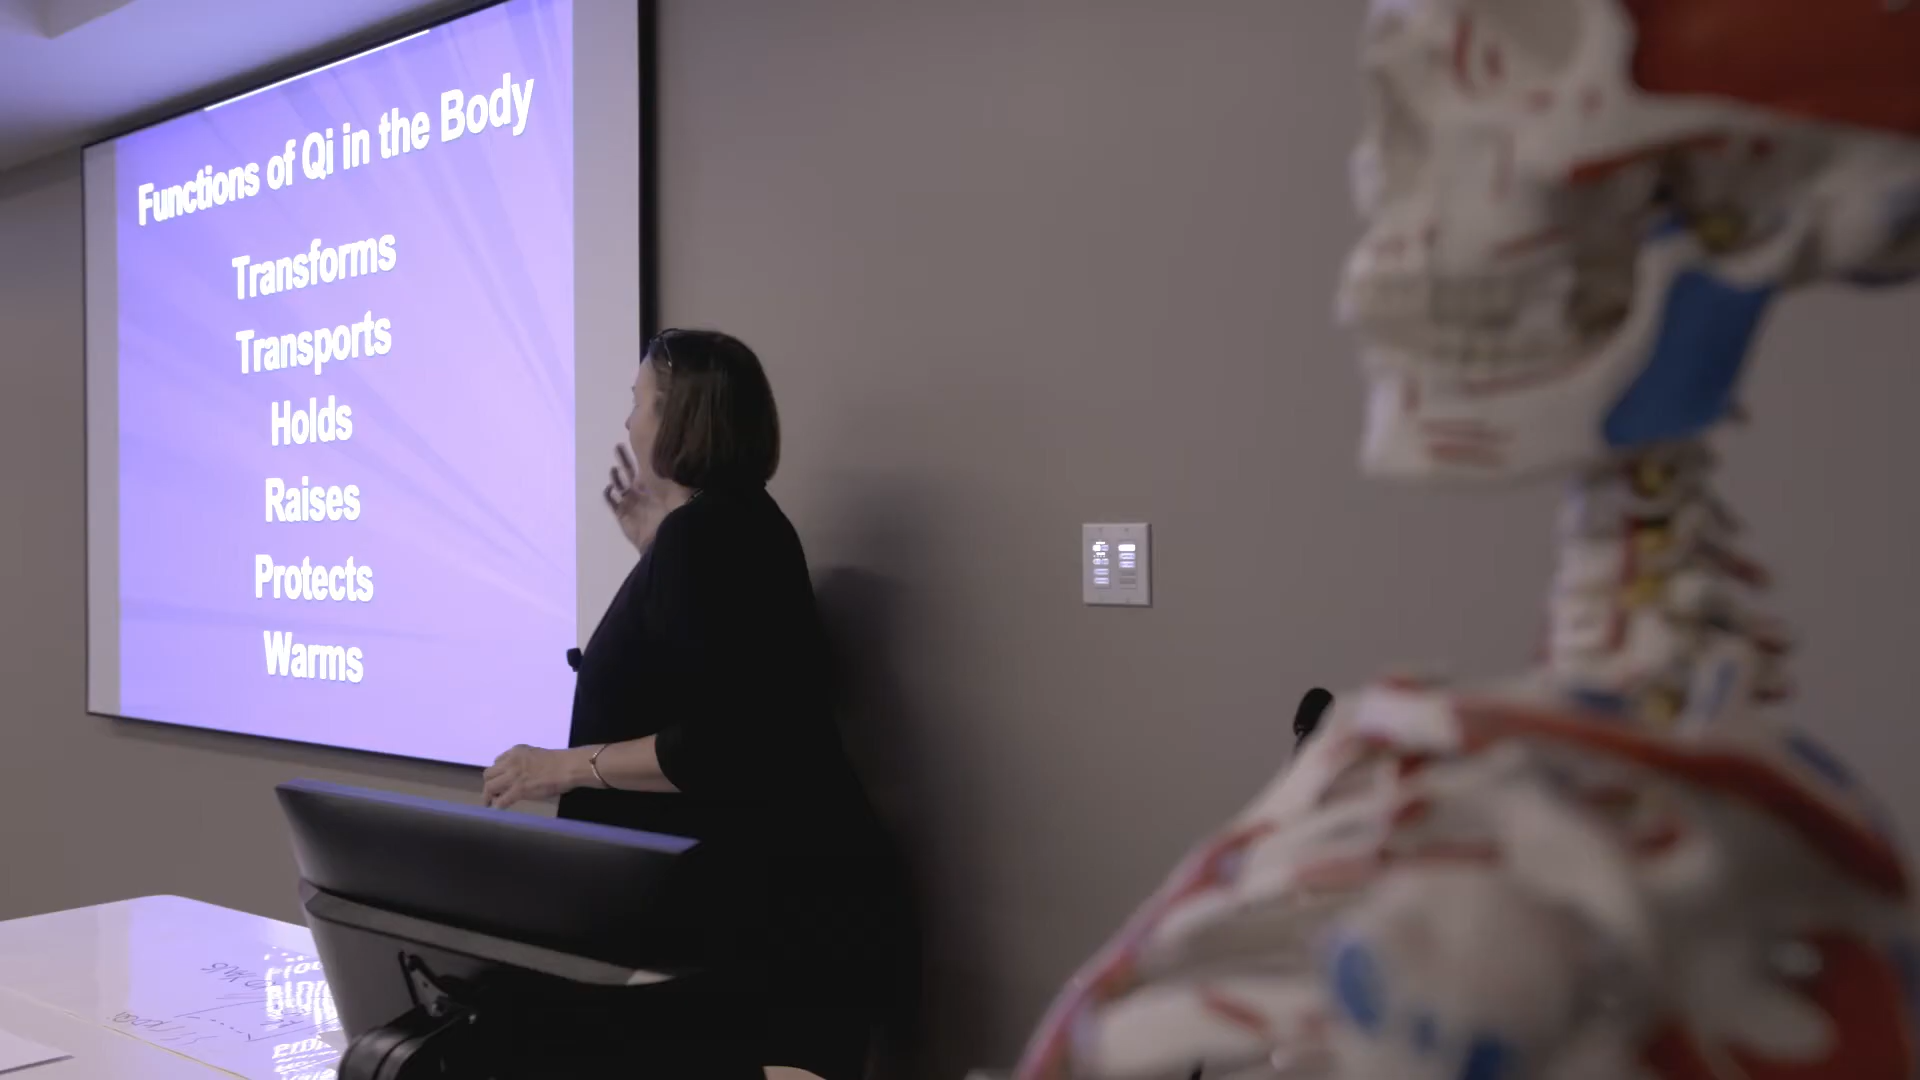 Functions of Qi in the Body
Transforms
Transports
Holds
Raises
Protects
Warms